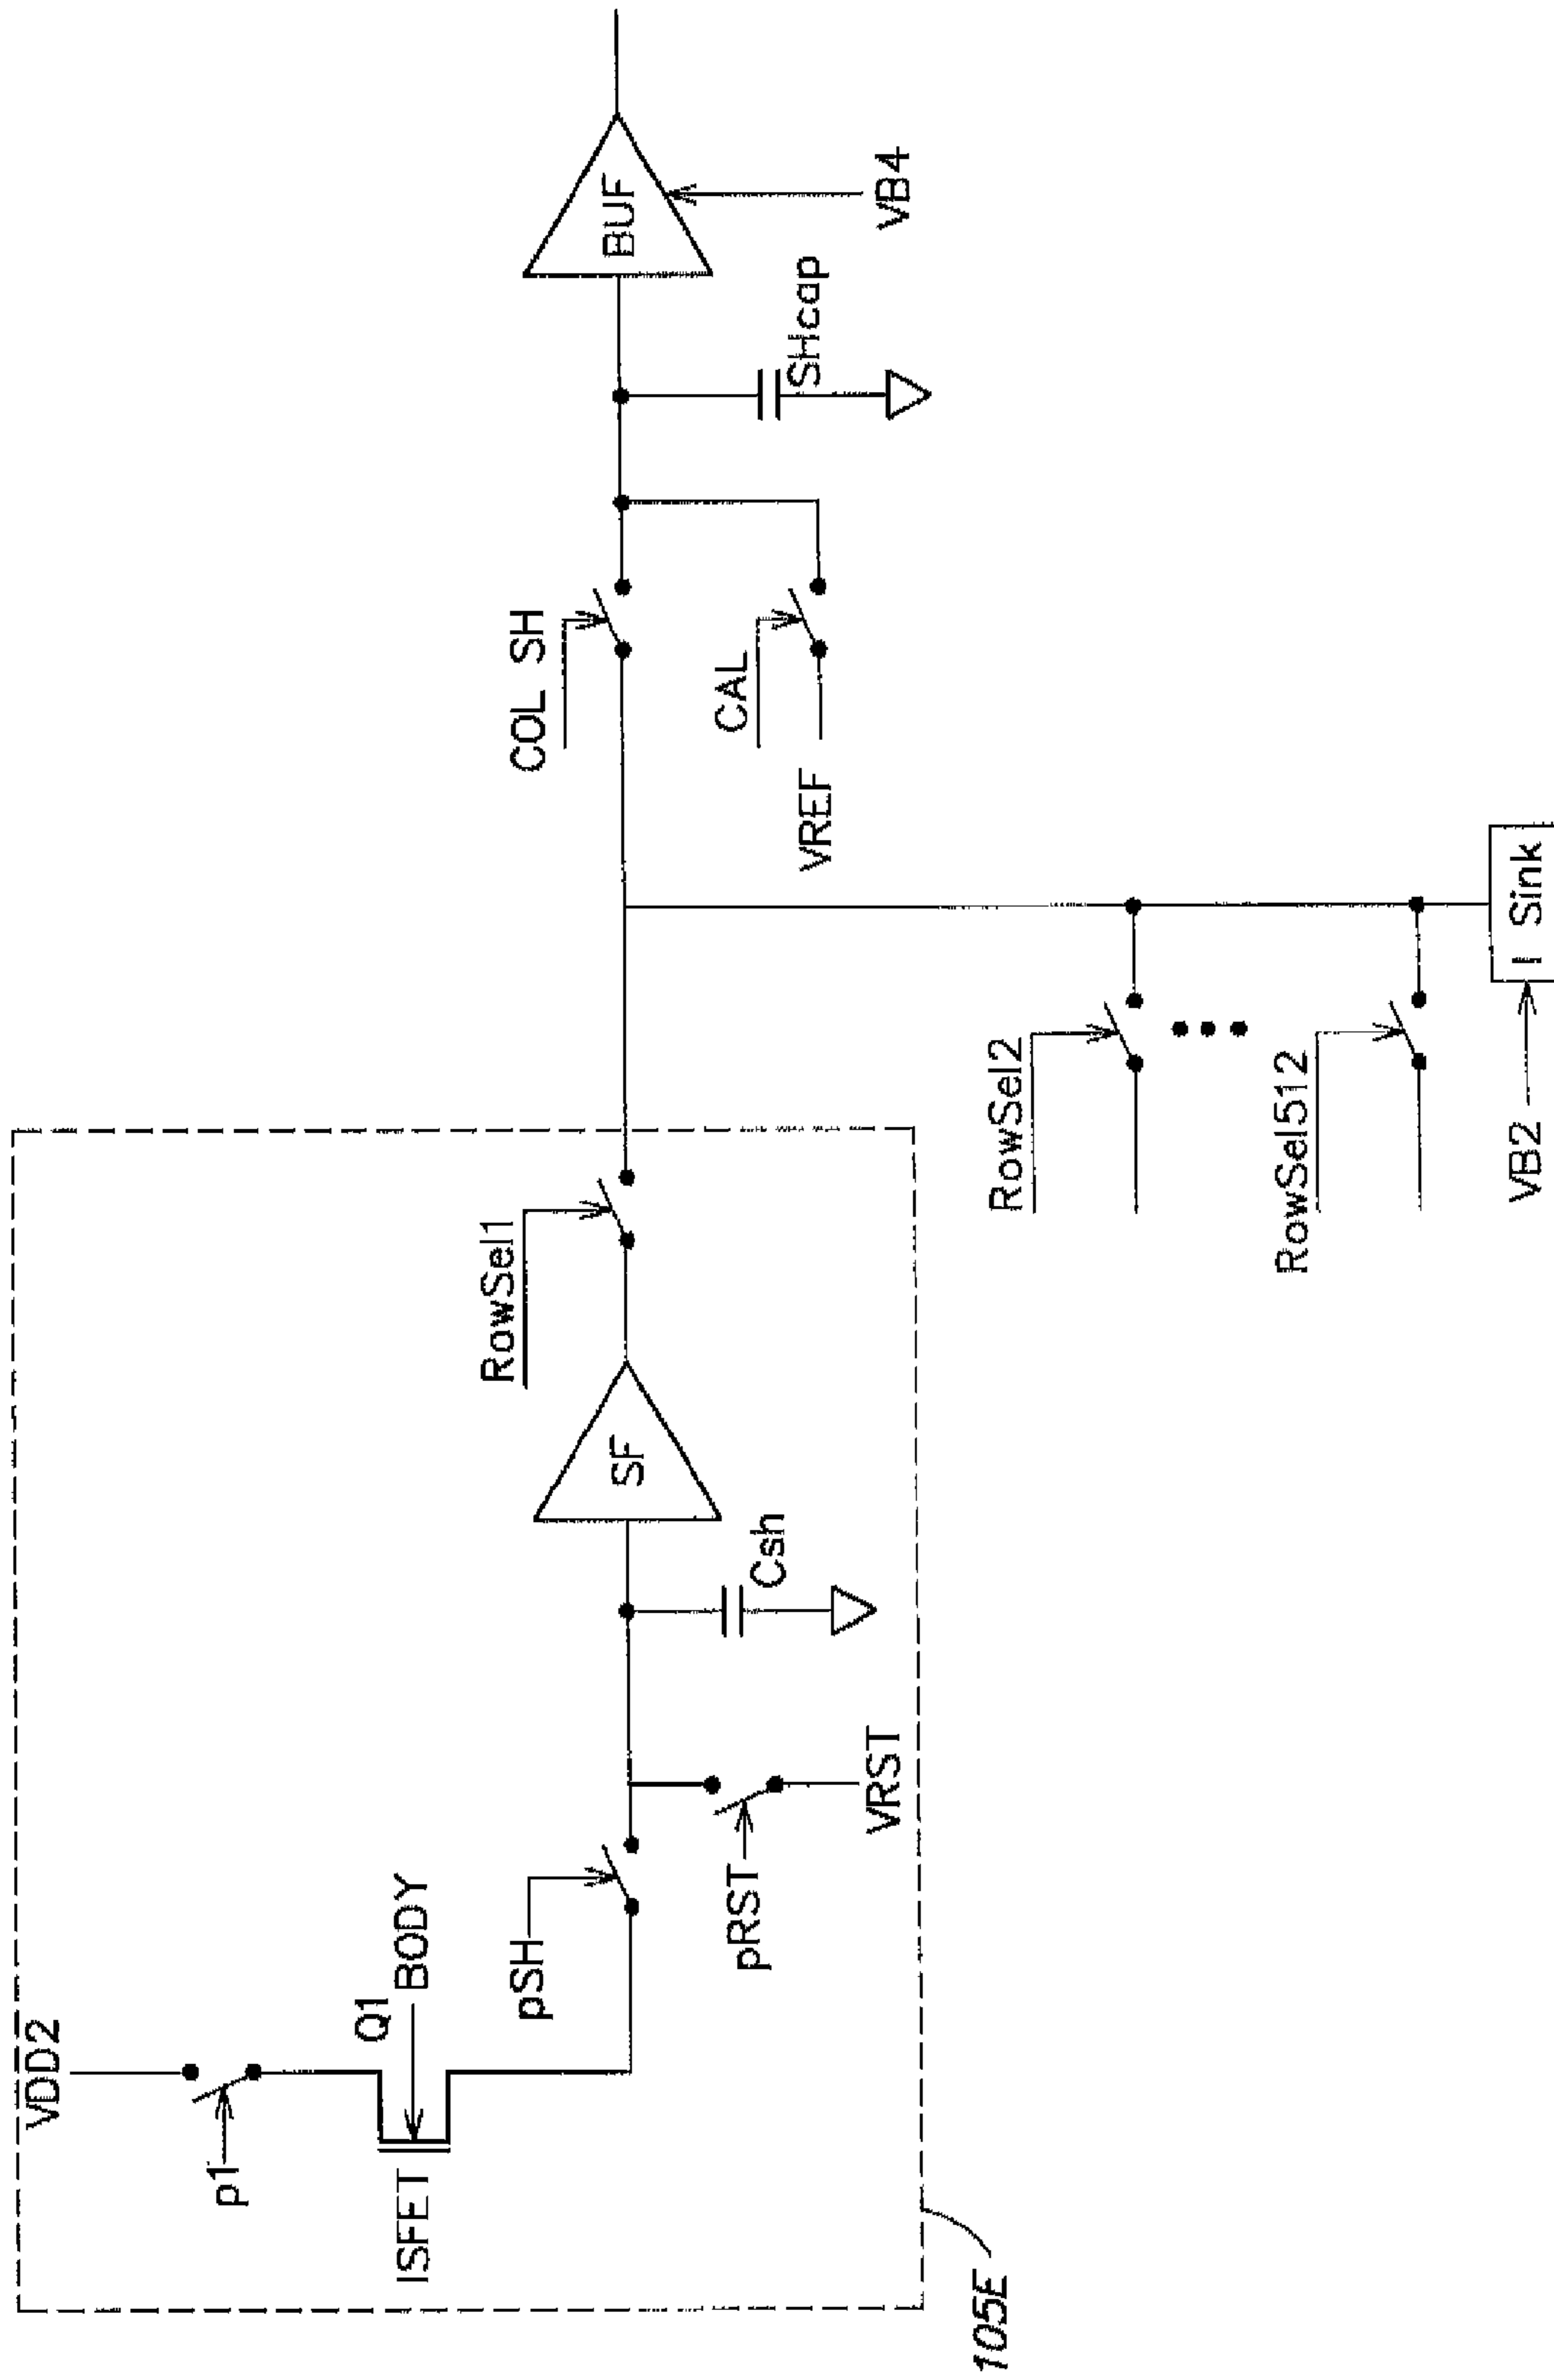 VDD2
p1
Q1
BODY
ISFET
pSH
pRST
VRST
Csh
SF
RowSel1
RowSel2
RowSel512
VB2
I Sink
COL SH
CAL
VREF
SHcap
BUF
VB4
105E